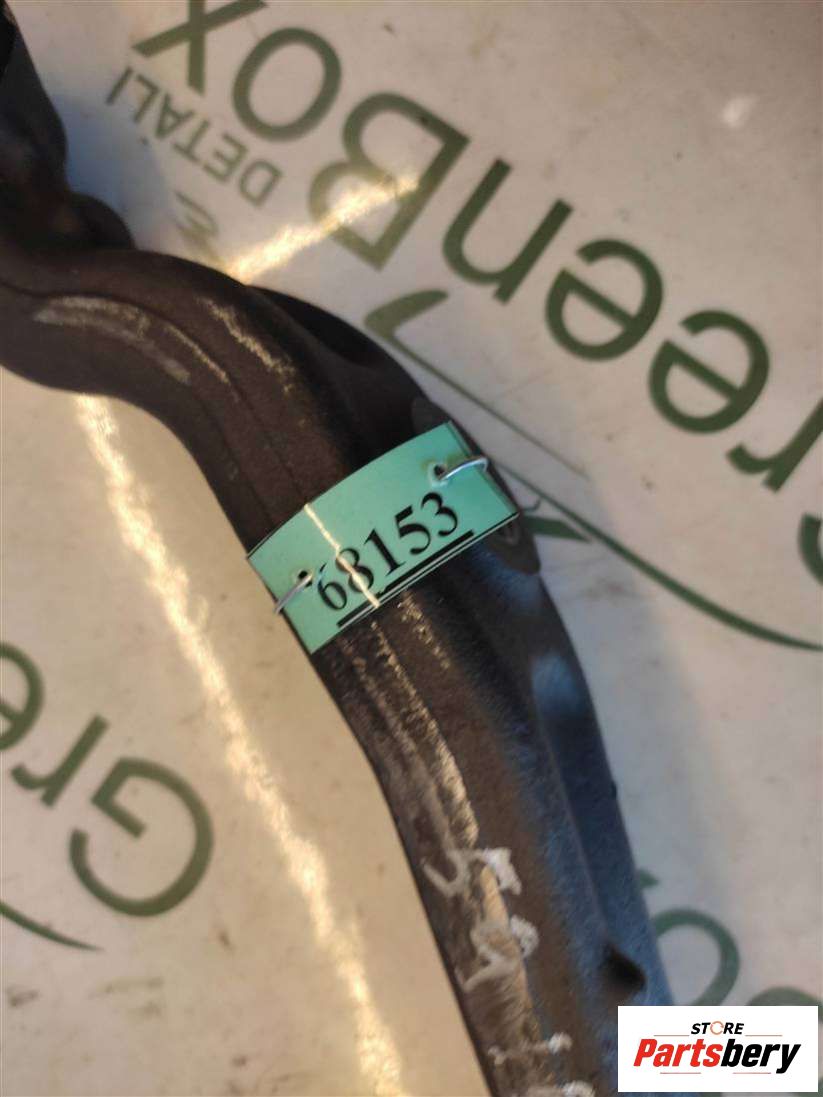 GreenBox
DETALI
68153
Gre
STORE
Partsbery